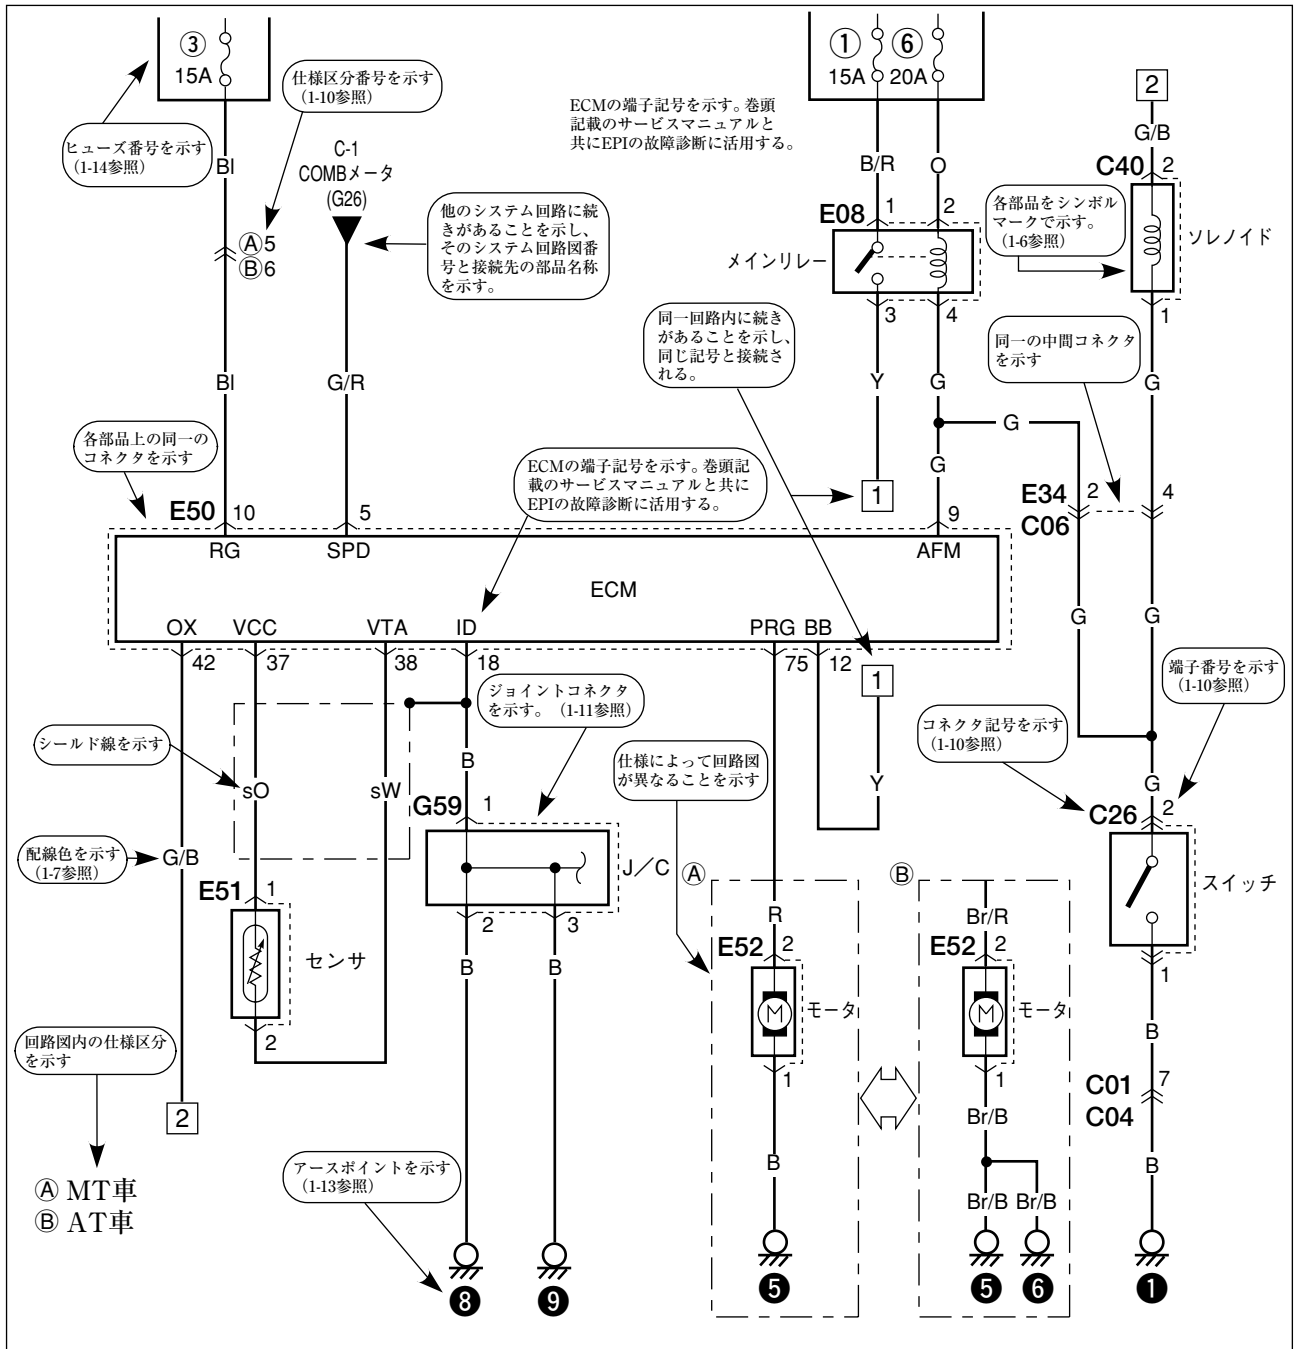 ③
15A
仕様区分番号を示す
(1-10参照)
ヒューズ番号を示す
(1-14参照)
Bl
C-1
COMBメータ
(G26)
Ⓐ5
Ⓑ6
他のシステム回路に続
きがあることを示し、
そのシステム回路図番
号と接続先の部品名称
を示す。
ECMの端子記号を示す。巻頭
記載のサービスマニュアルと
共にEPIの故障診断に活用する。
① ⑥
15A 20A
2
G/B
B/R O
C40 2
E08 1 2
各部品をシンボル
マークで示す。
(1-6参照)
ソレノイド
メインリレー
3 4
1
同一回路内に続き
があることを示し、
同じ記号と接続さ
れる。
同一の中間コネクタ
を示す
Bl
G/R
Y G
G
G
G
各部品上の同一の
コネクタを示す
ECMの端子記号を示す。巻頭記
載のサービスマニュアルと共に
EPIの故障診断に活用する。
1
E34 2 4
C06
E50 10 5 9
RG SPD AFM
ECM
OX VCC VTA ID PRG BB
G G
42 37 38 18 75 12
1
端子番号を示す
(1-10参照)
ジョイントコネクタ
を示す。(1-11参照)
コネクタ記号を示す
(1-10参照)
シールド線を示す
B
仕様によって回路図
が異なることを示す
sO sW
Y
G
G59 1
C26 2
配線色を示す
(1-7参照)
G/B
J／C
Ⓐ Ⓑ
スイッチ
E51 1
2 3
R Br/R
センサ
B B
E52 2
モータ
E52 2
モータ
1
2
回路図内の仕様区分
を示す
1 1
C01 7
C04
B
2
Br/B
アースポイントを示す
(1-13参照)
B
Br/B Br/B
B
Ⓐ MT車
Ⓑ AT車
❽ ❾ ❺ ❺ ❻ ❶